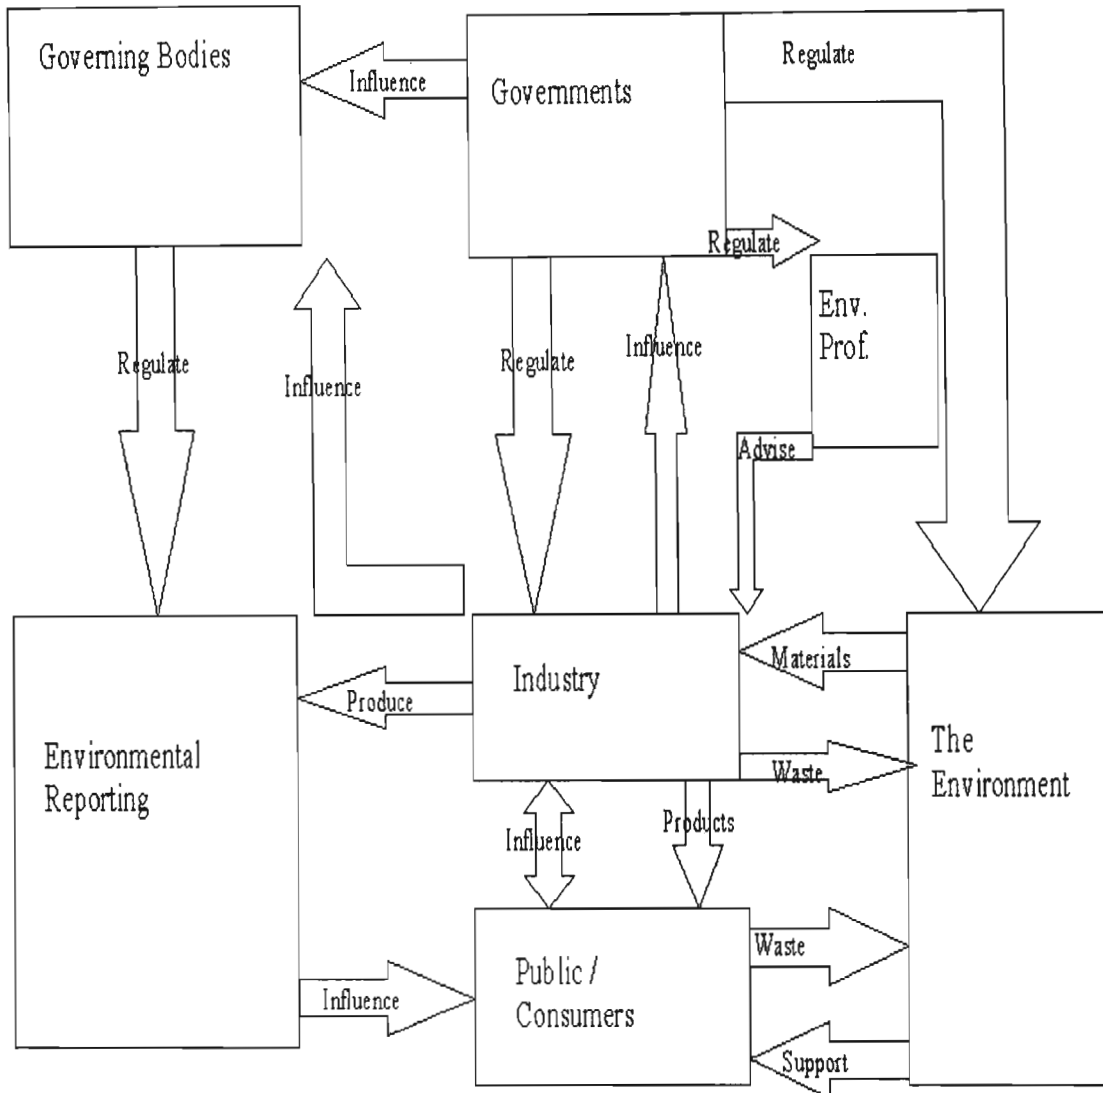 Governing Bodies
Influence
Governments
Regulate
Regulate
Env.
Prof.
Regulate
Influence
Regulate
Influence
Advise
Industry
Materials
Produce
Environmental
Reporting
The
Environment
Waste
Influence
Products
Public /
Consumers
Waste
Influence
Support